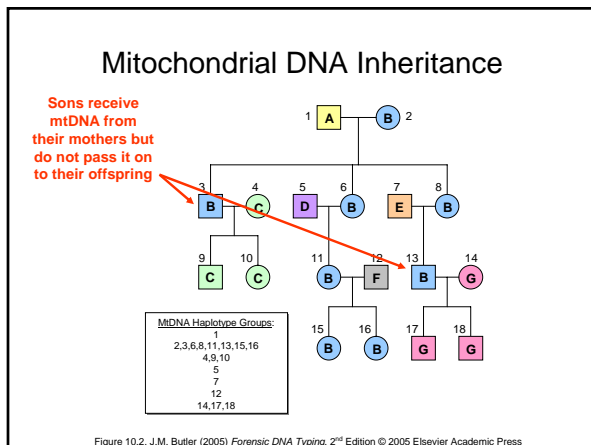 Mitochondrial DNA Inheritance
Sons receive
mtDNA from
their mothers but
do not pass it on
to their offspring
1 A B 2
3 4 5 6 7 8
B C D B E B
9 10 11 12 13 14
C C B F B G
15 16 17 18
B B G G
MtDNA Haplotype Groups:
1
2,3,6,8,11,13,15,16
4,9,10
5
7
12
14,17,18
Figure 10.2, J.M. Butler (2005) Forensic DNA Typing, 2nd Edition © 2005 Elsevier Academic Press